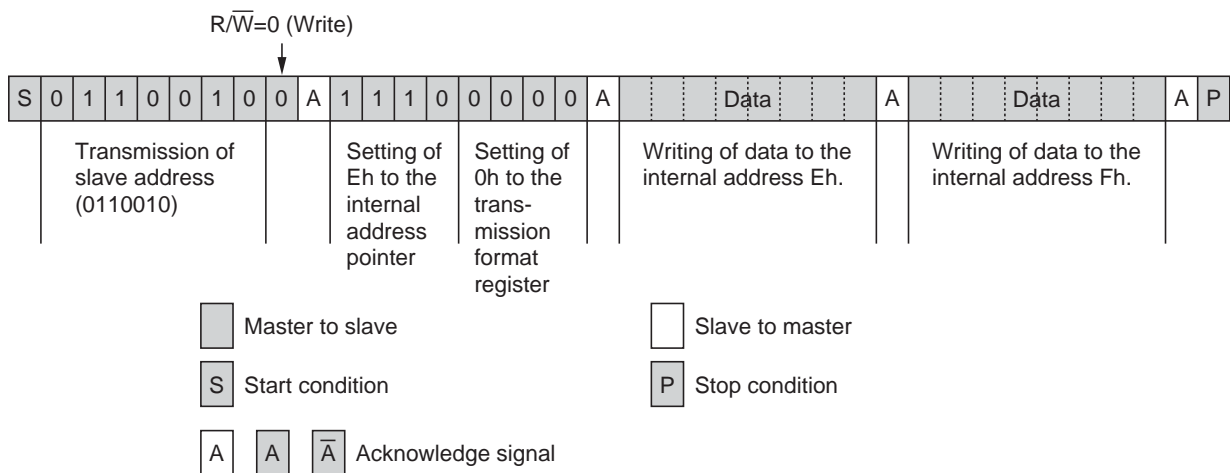 R/W̅=0 (Write)
S 0 1 1 0 0 1 0 0 A 1 1 1 0 0 0 0 0 A Data A Data A P
Transmission of
slave address
(0110010)
Setting of
Eh to the
internal
address
pointer
Setting of
0h to the
trans-
mission
format
register
Writing of data to the
internal address Eh.
Writing of data to the
internal address Fh.
Master to slave
Slave to master
S Start condition
P Stop condition
A A A̅ Acknowledge signal